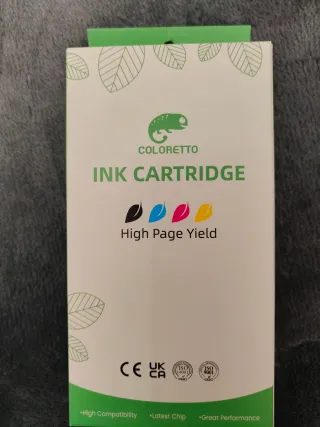 COLORETTO
INK CARTRIDGE
High Page Yield
CE UK CA
•High Compatibility •Latest Chip •Great Performance